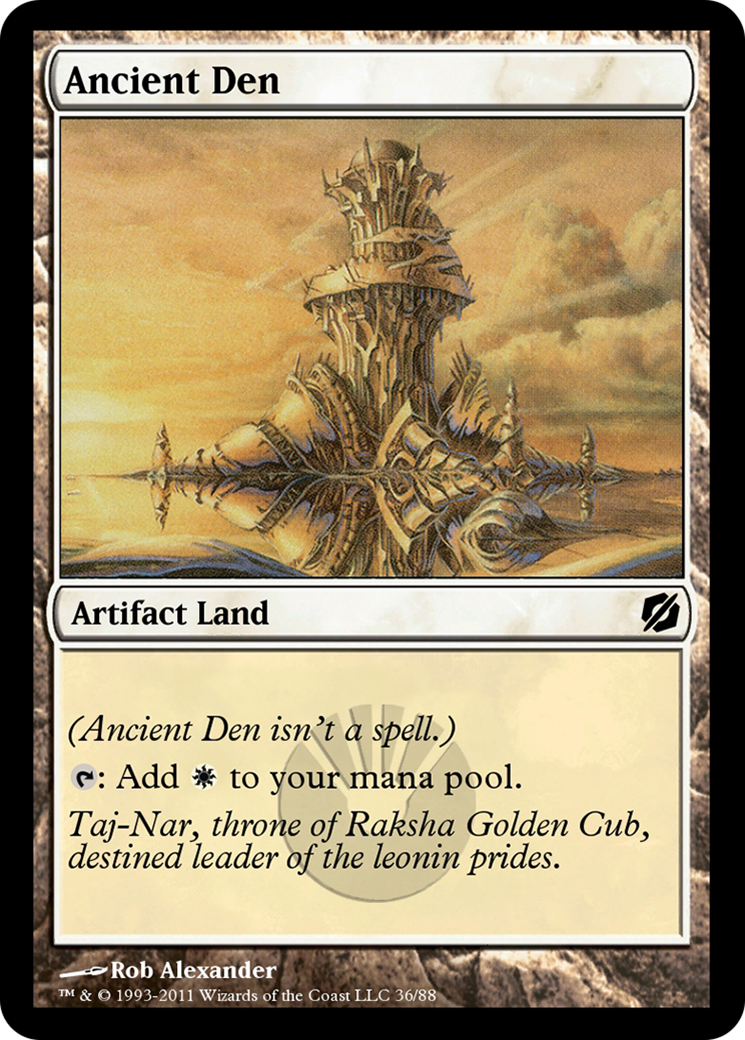 Ancient Den
Artifact Land
(Ancient Den isn't a spell.)
: Add to your mana pool.
Taj-Nar, throne of Raksha Golden Cub,
destined leader of the leonin prides.
Rob Alexander
™ & © 1993-2011 Wizards of the Coast LLC 36/88